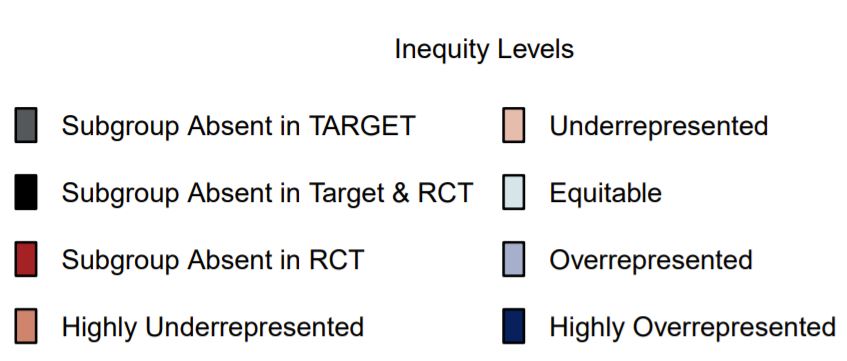 Inequity Levels
Subgroup Absent in TARGET
Subgroup Absent in Target & RCT
Subgroup Absent in RCT
Highly Underrepresented
Underrepresented
Equitable
Overrepresented
Highly Overrepresented